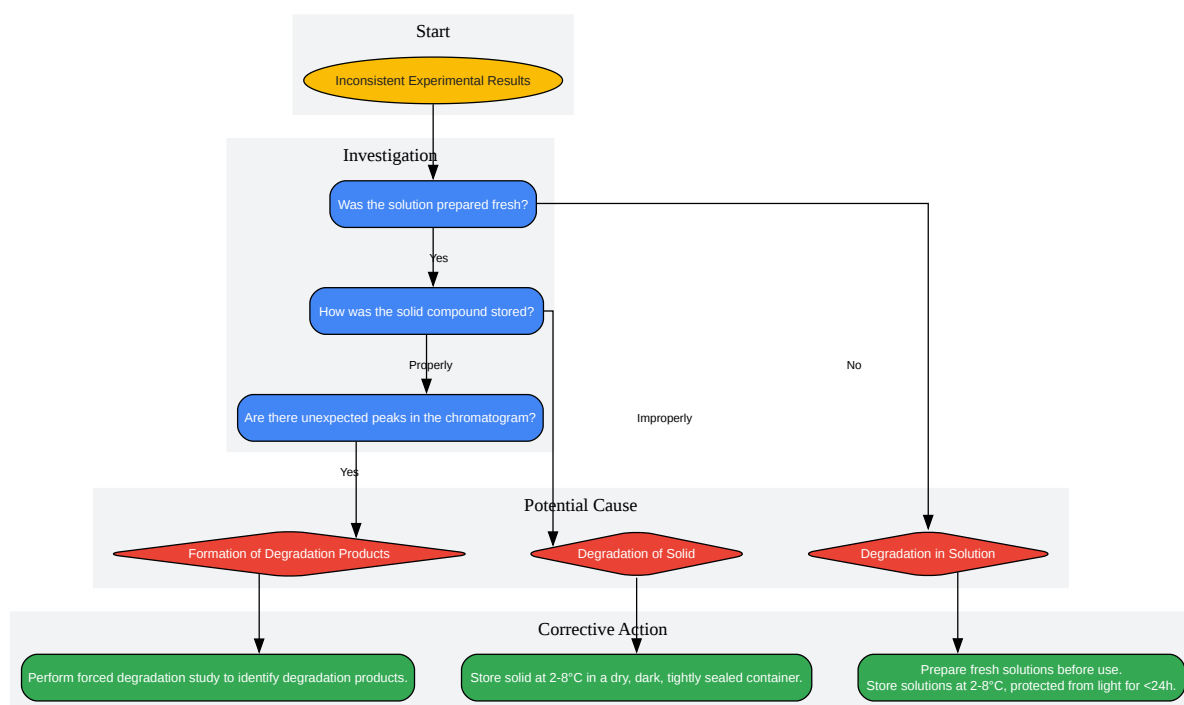 Start
Inconsistent Experimental Results
Investigation
Was the solution prepared fresh?
Yes
How was the solid compound stored?
Properly
No
Are there unexpected peaks in the chromatogram?
Improperly
Yes
Potential Cause
Formation of Degradation Products
Degradation of Solid
Degradation in Solution
Corrective Action
Perform forced degradation study to identify degradation products.
Store solid at 2-8°C in a dry, dark, tightly sealed container.
Prepare fresh solutions before use.
Store solutions at 2-8°C, protected from light for <24h.